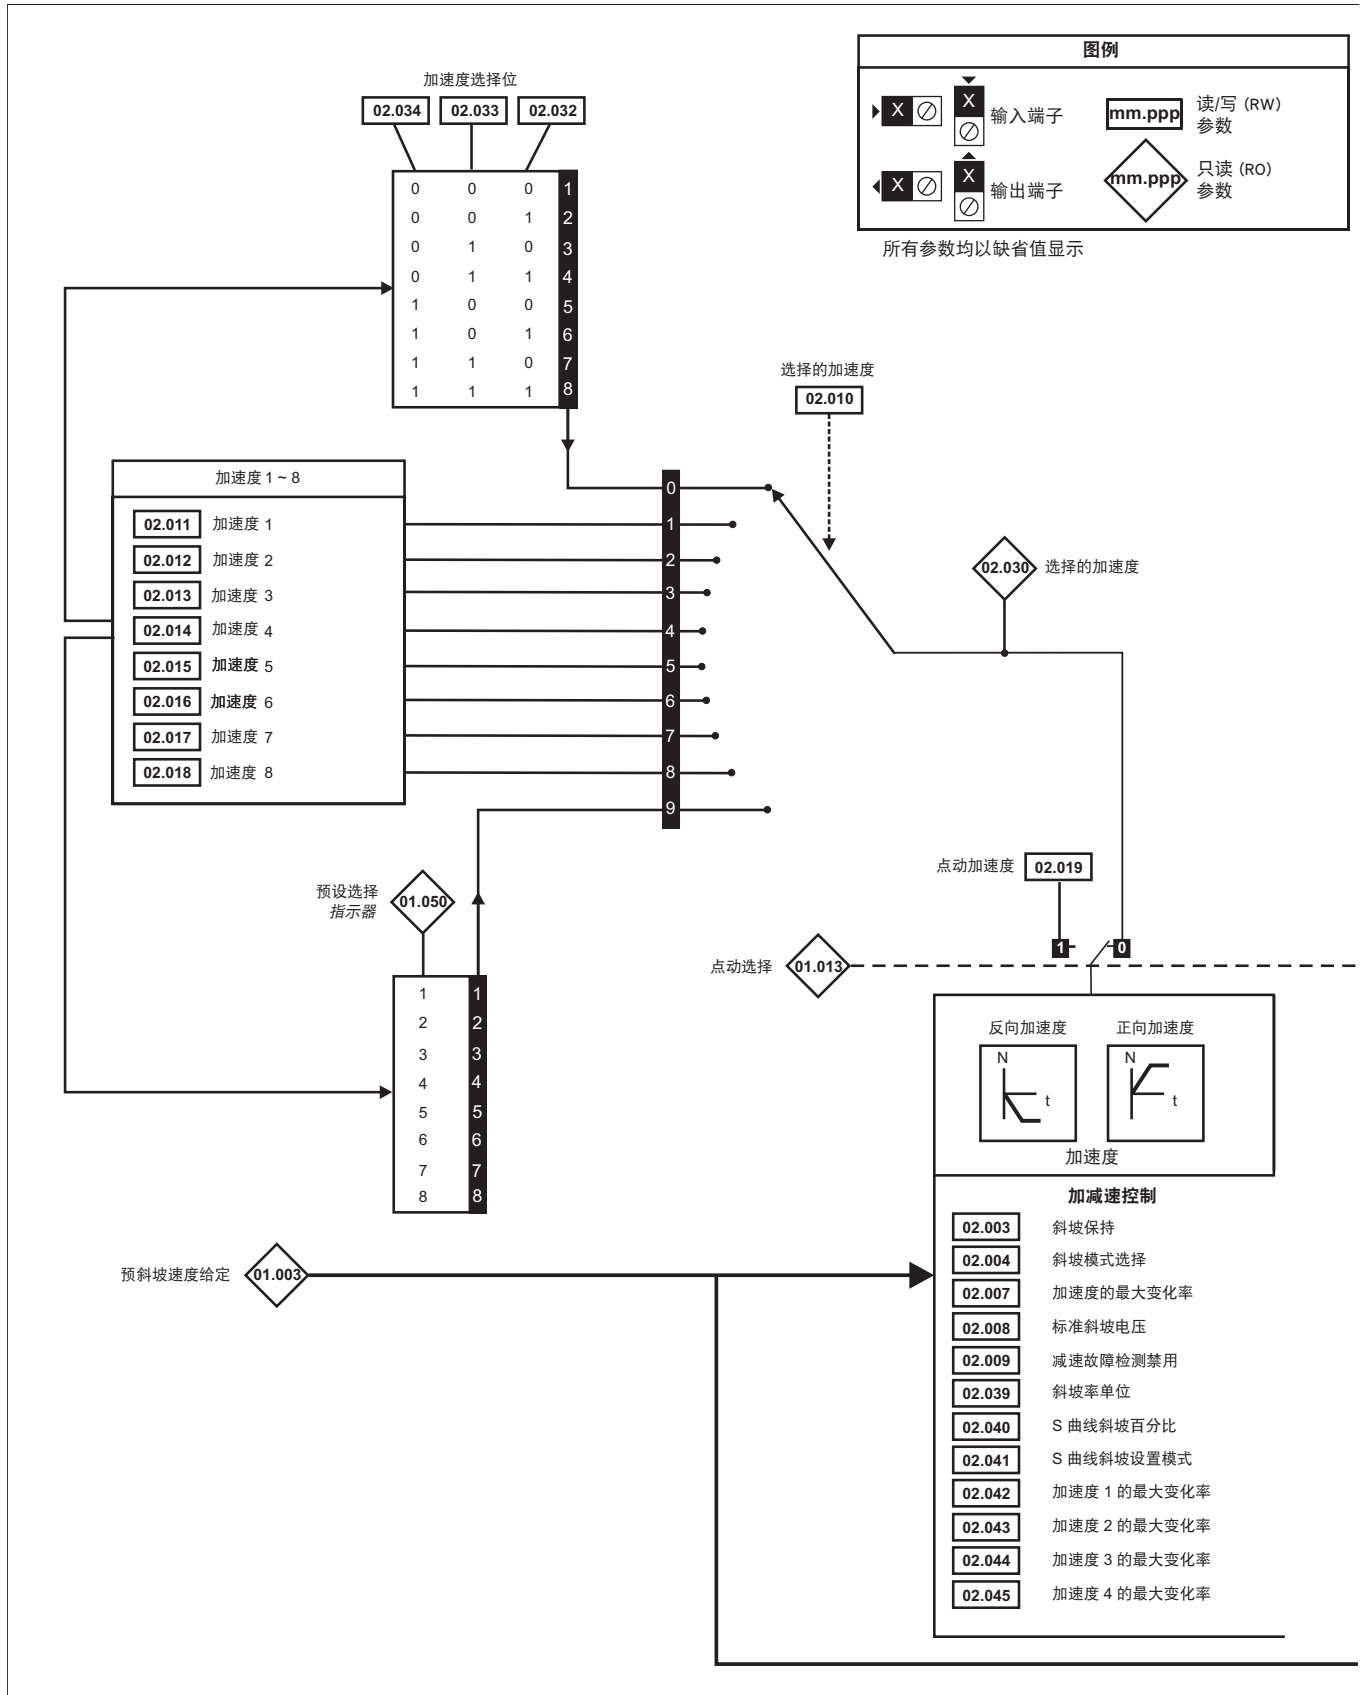 图例
X
X
输入端子
mm.ppp
读/写 (RW)
参数
X
X
输出端子
mm.ppp
只读 (RO)
参数
所有参数均以缺省值显示
加速度选择位
02.034 02.033 02.032
0 0 0 1
0 0 1 2
0 1 0 3
0 1 1 4
1 0 0 5
1 0 1 6
1 1 0 7
1 1 1 8
选择的加速度
02.010
加速度 1 ~ 8
02.011 加速度 1
02.012 加速度 2
02.013 加速度 3
02.014 加速度 4
02.015 加速度 5
02.016 加速度 6
02.017 加速度 7
02.018 加速度 8
0
1
2
3
4
5
6
7
8
9
02.030 选择的加速度
点动加速度 02.019
1 0
预设选择
指示器
01.050
点动选择 01.013
1 1
2 2
3 3
4 4
5 5
6 6
7 7
8 8
反向加速度 正向加速度
N t
N t
加速度
加减速控制
预斜坡速度给定 01.003
02.003 斜坡保持
02.004 斜坡模式选择
02.007 加速度的最大变化率
02.008 标准斜坡电压
02.009 减速故障检测禁用
02.039 斜坡率单位
02.040 S 曲线斜坡百分比
02.041 S 曲线斜坡设置模式
02.042 加速度 1 的最大变化率
02.043 加速度 2 的最大变化率
02.044 加速度 3 的最大变化率
02.045 加速度 4 的最大变化率